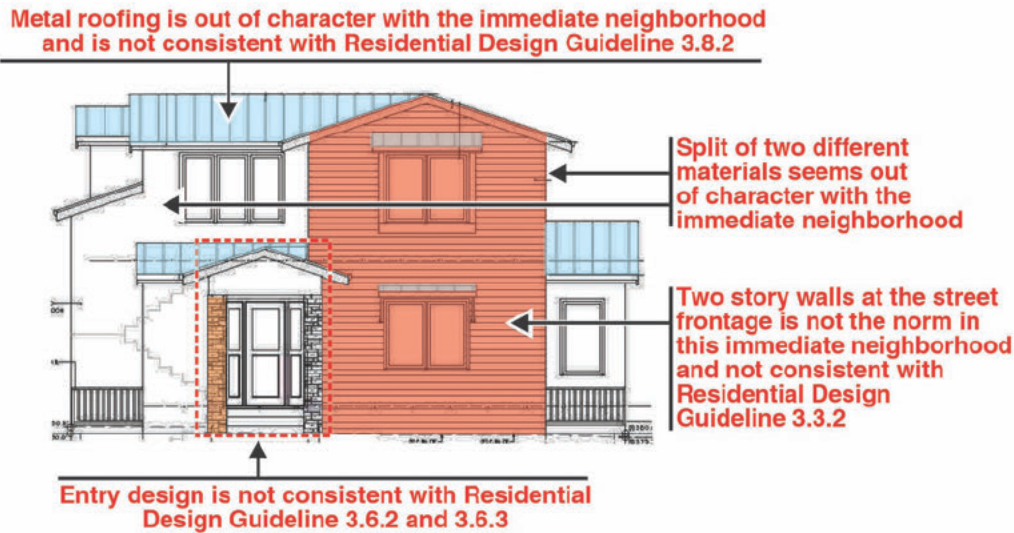 Metal roofing is out of character with the immediate neighborhood
and is not consistent with Residential Design Guideline 3.8.2
Split of two different
materials seems out
of character with the
immediate neighborhood
Two story walls at the street
frontage is not the norm in
this immediate neighborhood
and not consistent with
Residential Design
Guideline 3.3.2
Entry design is not consistent with Residential
Design Guideline 3.6.2 and 3.6.3